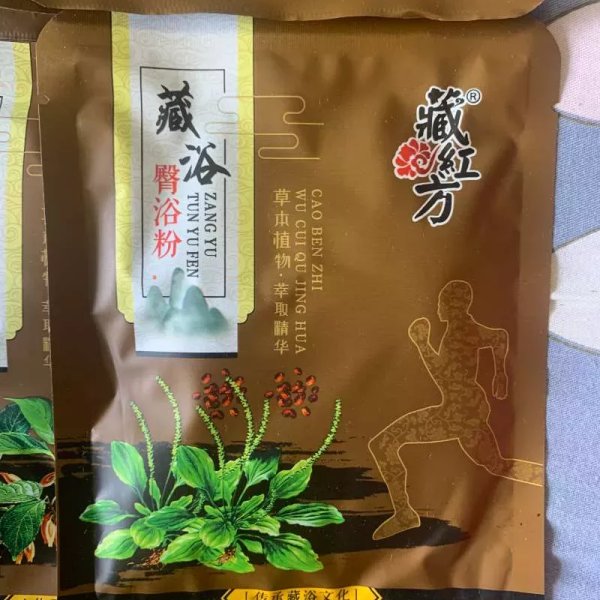 藏浴
臀浴粉
ZANG YU
TUN YU FEN
草本植物·萃取精华
CAO BEN ZHI
WU CUI QU JING HUA
藏红方®
传承藏浴文化